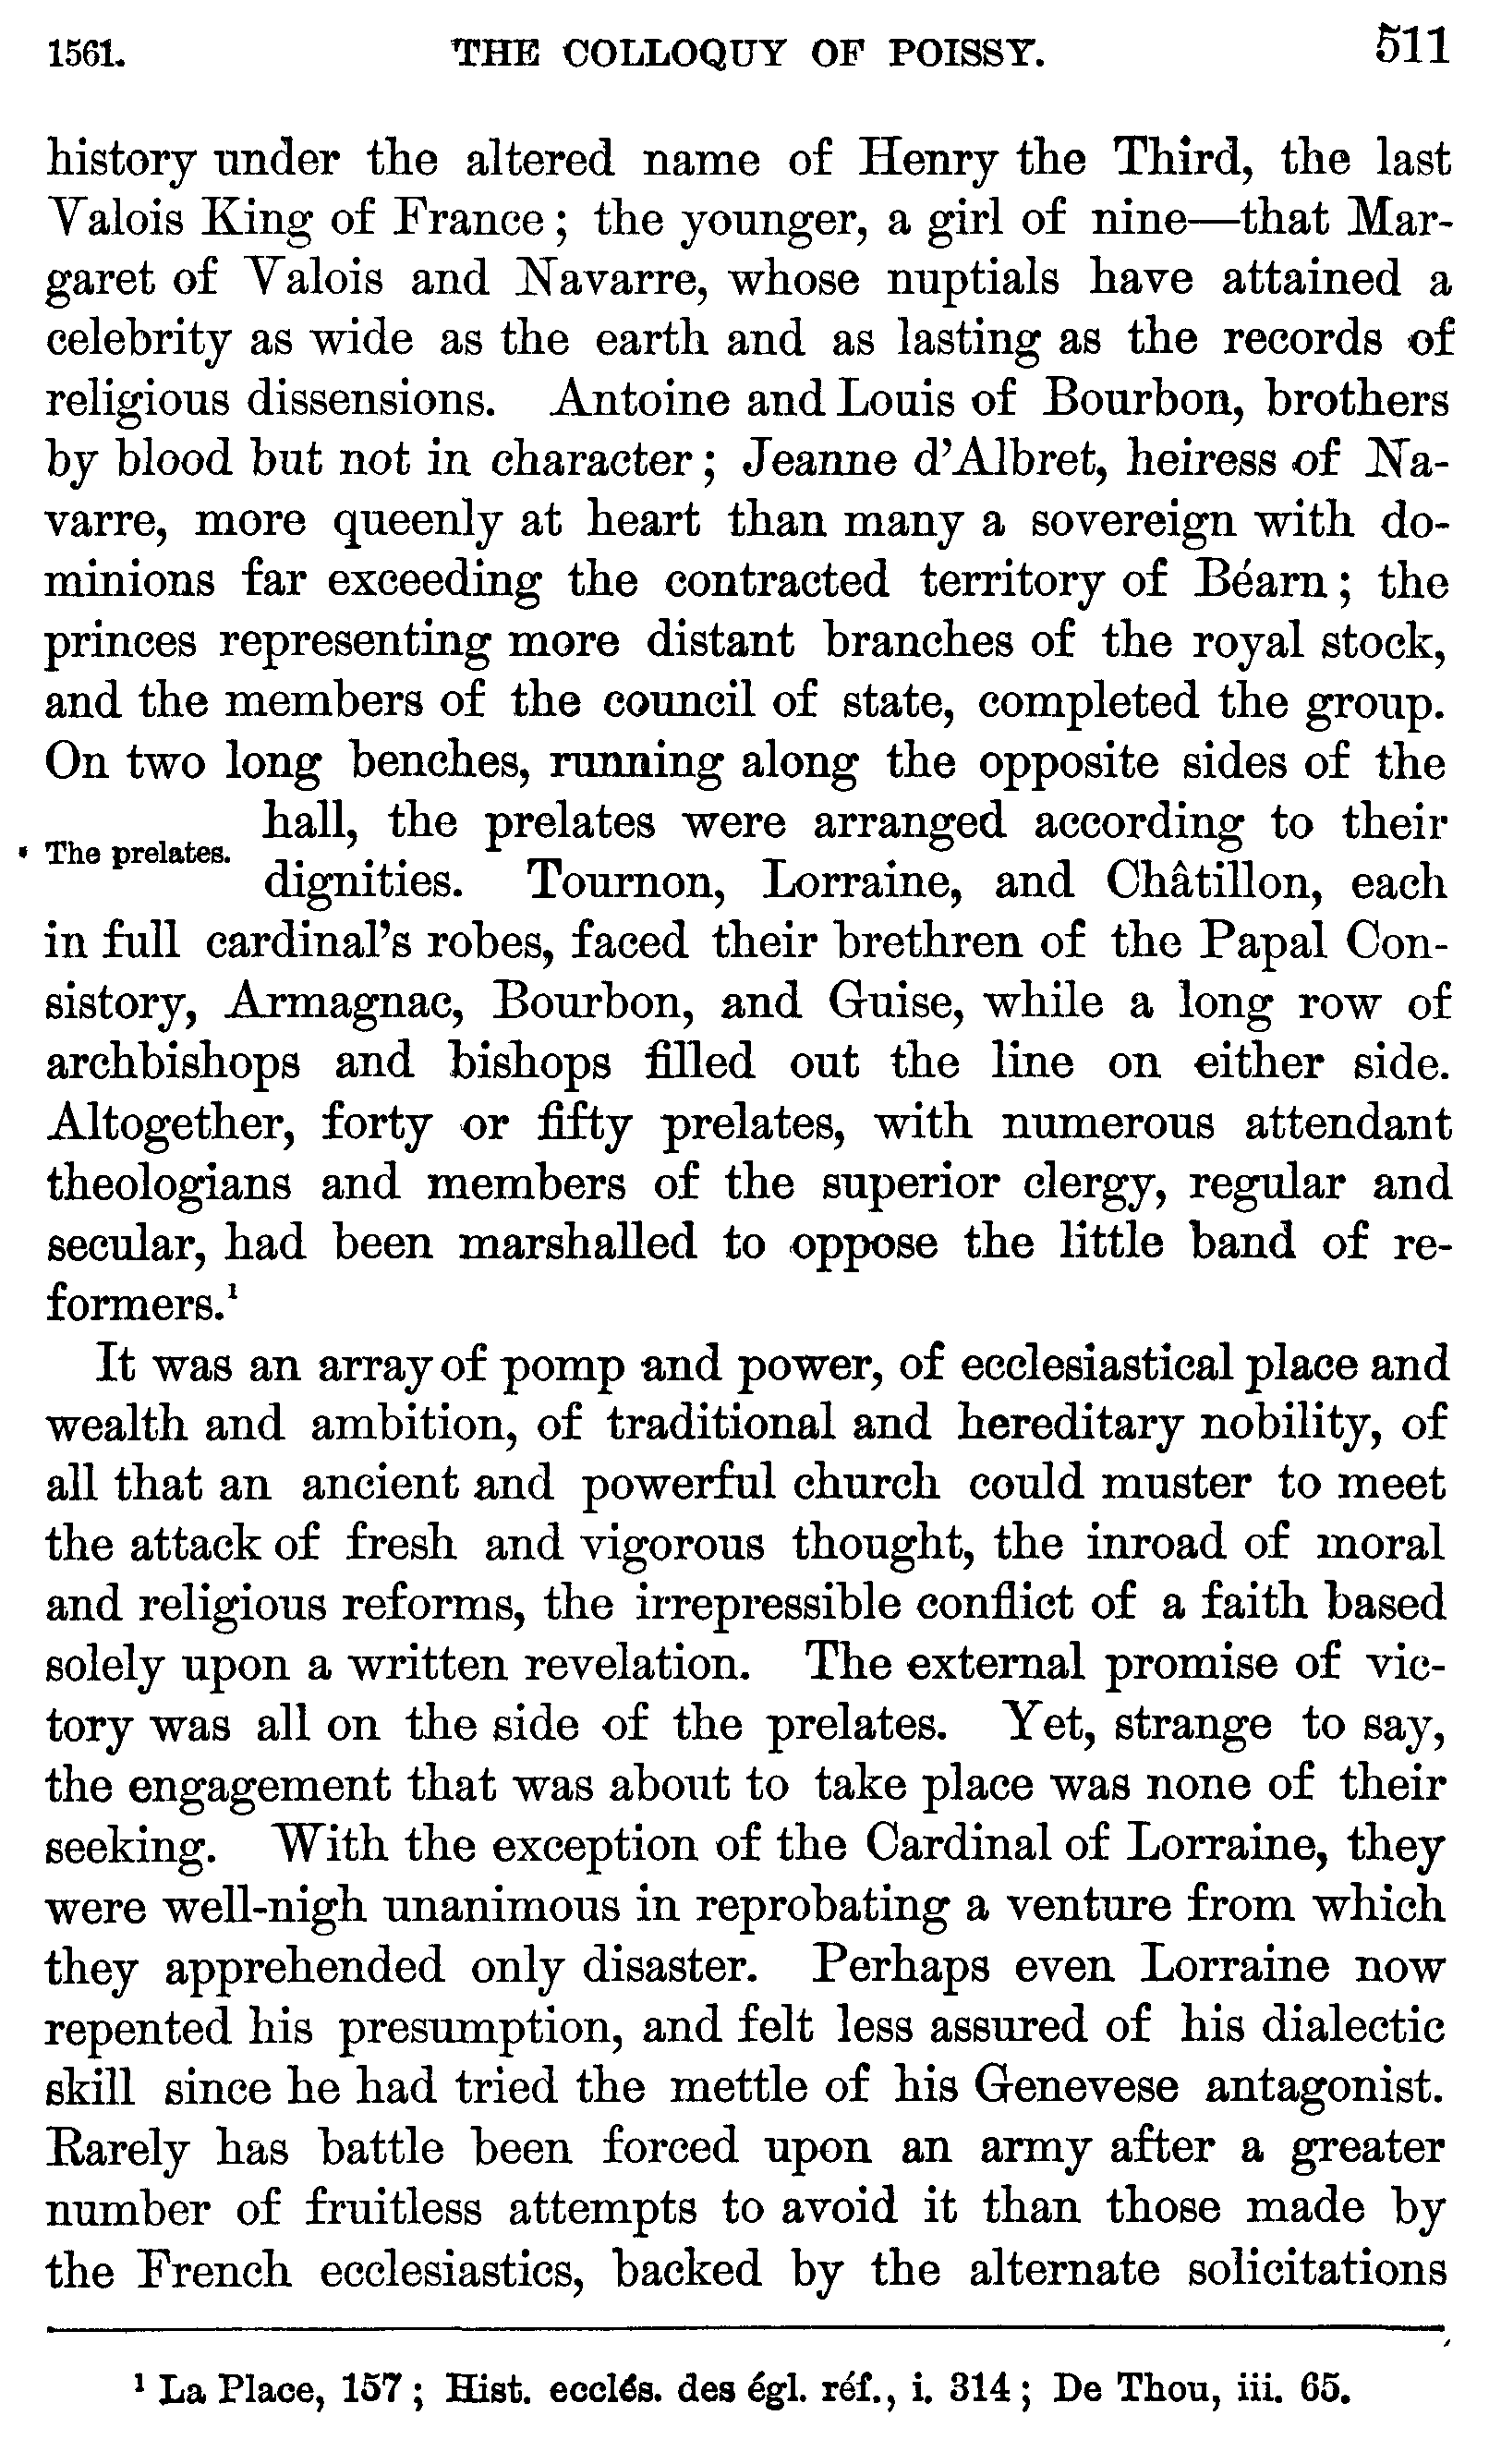 1561. THE COLLOQUY OF POISSY. 511
history under the altered name of Henry the Third, the last
Valois King of France; the younger, a girl of nine—that Mar-
garet of Valois and Navarre, whose nuptials have attained a
celebrity as wide as the earth and as lasting as the records of
religious dissensions. Antoine and Louis of Bourbon, brothers
by blood but not in character; Jeanne d'Albret, heiress of Na-
varre, more queenly at heart than many a sovereign with do-
minions far exceeding the contracted territory of Béarn; the
princes representing more distant branches of the royal stock,
and the members of the council of state, completed the group.
On two long benches, running along the opposite sides of the
hall, the prelates were arranged according to their
The prelates.
dignities. Tournon, Lorraine, and Châtillon, each
in full cardinal's robes, faced their brethren of the Papal Con-
sistory, Armagnac, Bourbon, and Guise, while a long row of
archbishops and bishops filled out the line on either side.
Altogether, forty or fifty prelates, with numerous attendant
theologians and members of the superior clergy, regular and
secular, had been marshalled to oppose the little band of re-
formers.¹
It was an array of pomp and power, of ecclesiastical place and
wealth and ambition, of traditional and hereditary nobility, of
all that an ancient and powerful church could muster to meet
the attack of fresh and vigorous thought, the inroad of moral
and religious reforms, the irrepressible conflict of a faith based
solely upon a written revelation. The external promise of vic-
tory was all on the side of the prelates. Yet, strange to say,
the engagement that was about to take place was none of their
seeking. With the exception of the Cardinal of Lorraine, they
were well-nigh unanimous in reprobating a venture from which
they apprehended only disaster. Perhaps even Lorraine now
repented his presumption, and felt less assured of his dialectic
skill since he had tried the mettle of his Genevese antagonist.
Rarely has battle been forced upon an army after a greater
number of fruitless attempts to avoid it than those made by
the French ecclesiastics, backed by the alternate solicitations
¹ La Place, 157; Hist. ecclés. des égl. réf., i. 314; De Thou, iii. 65.